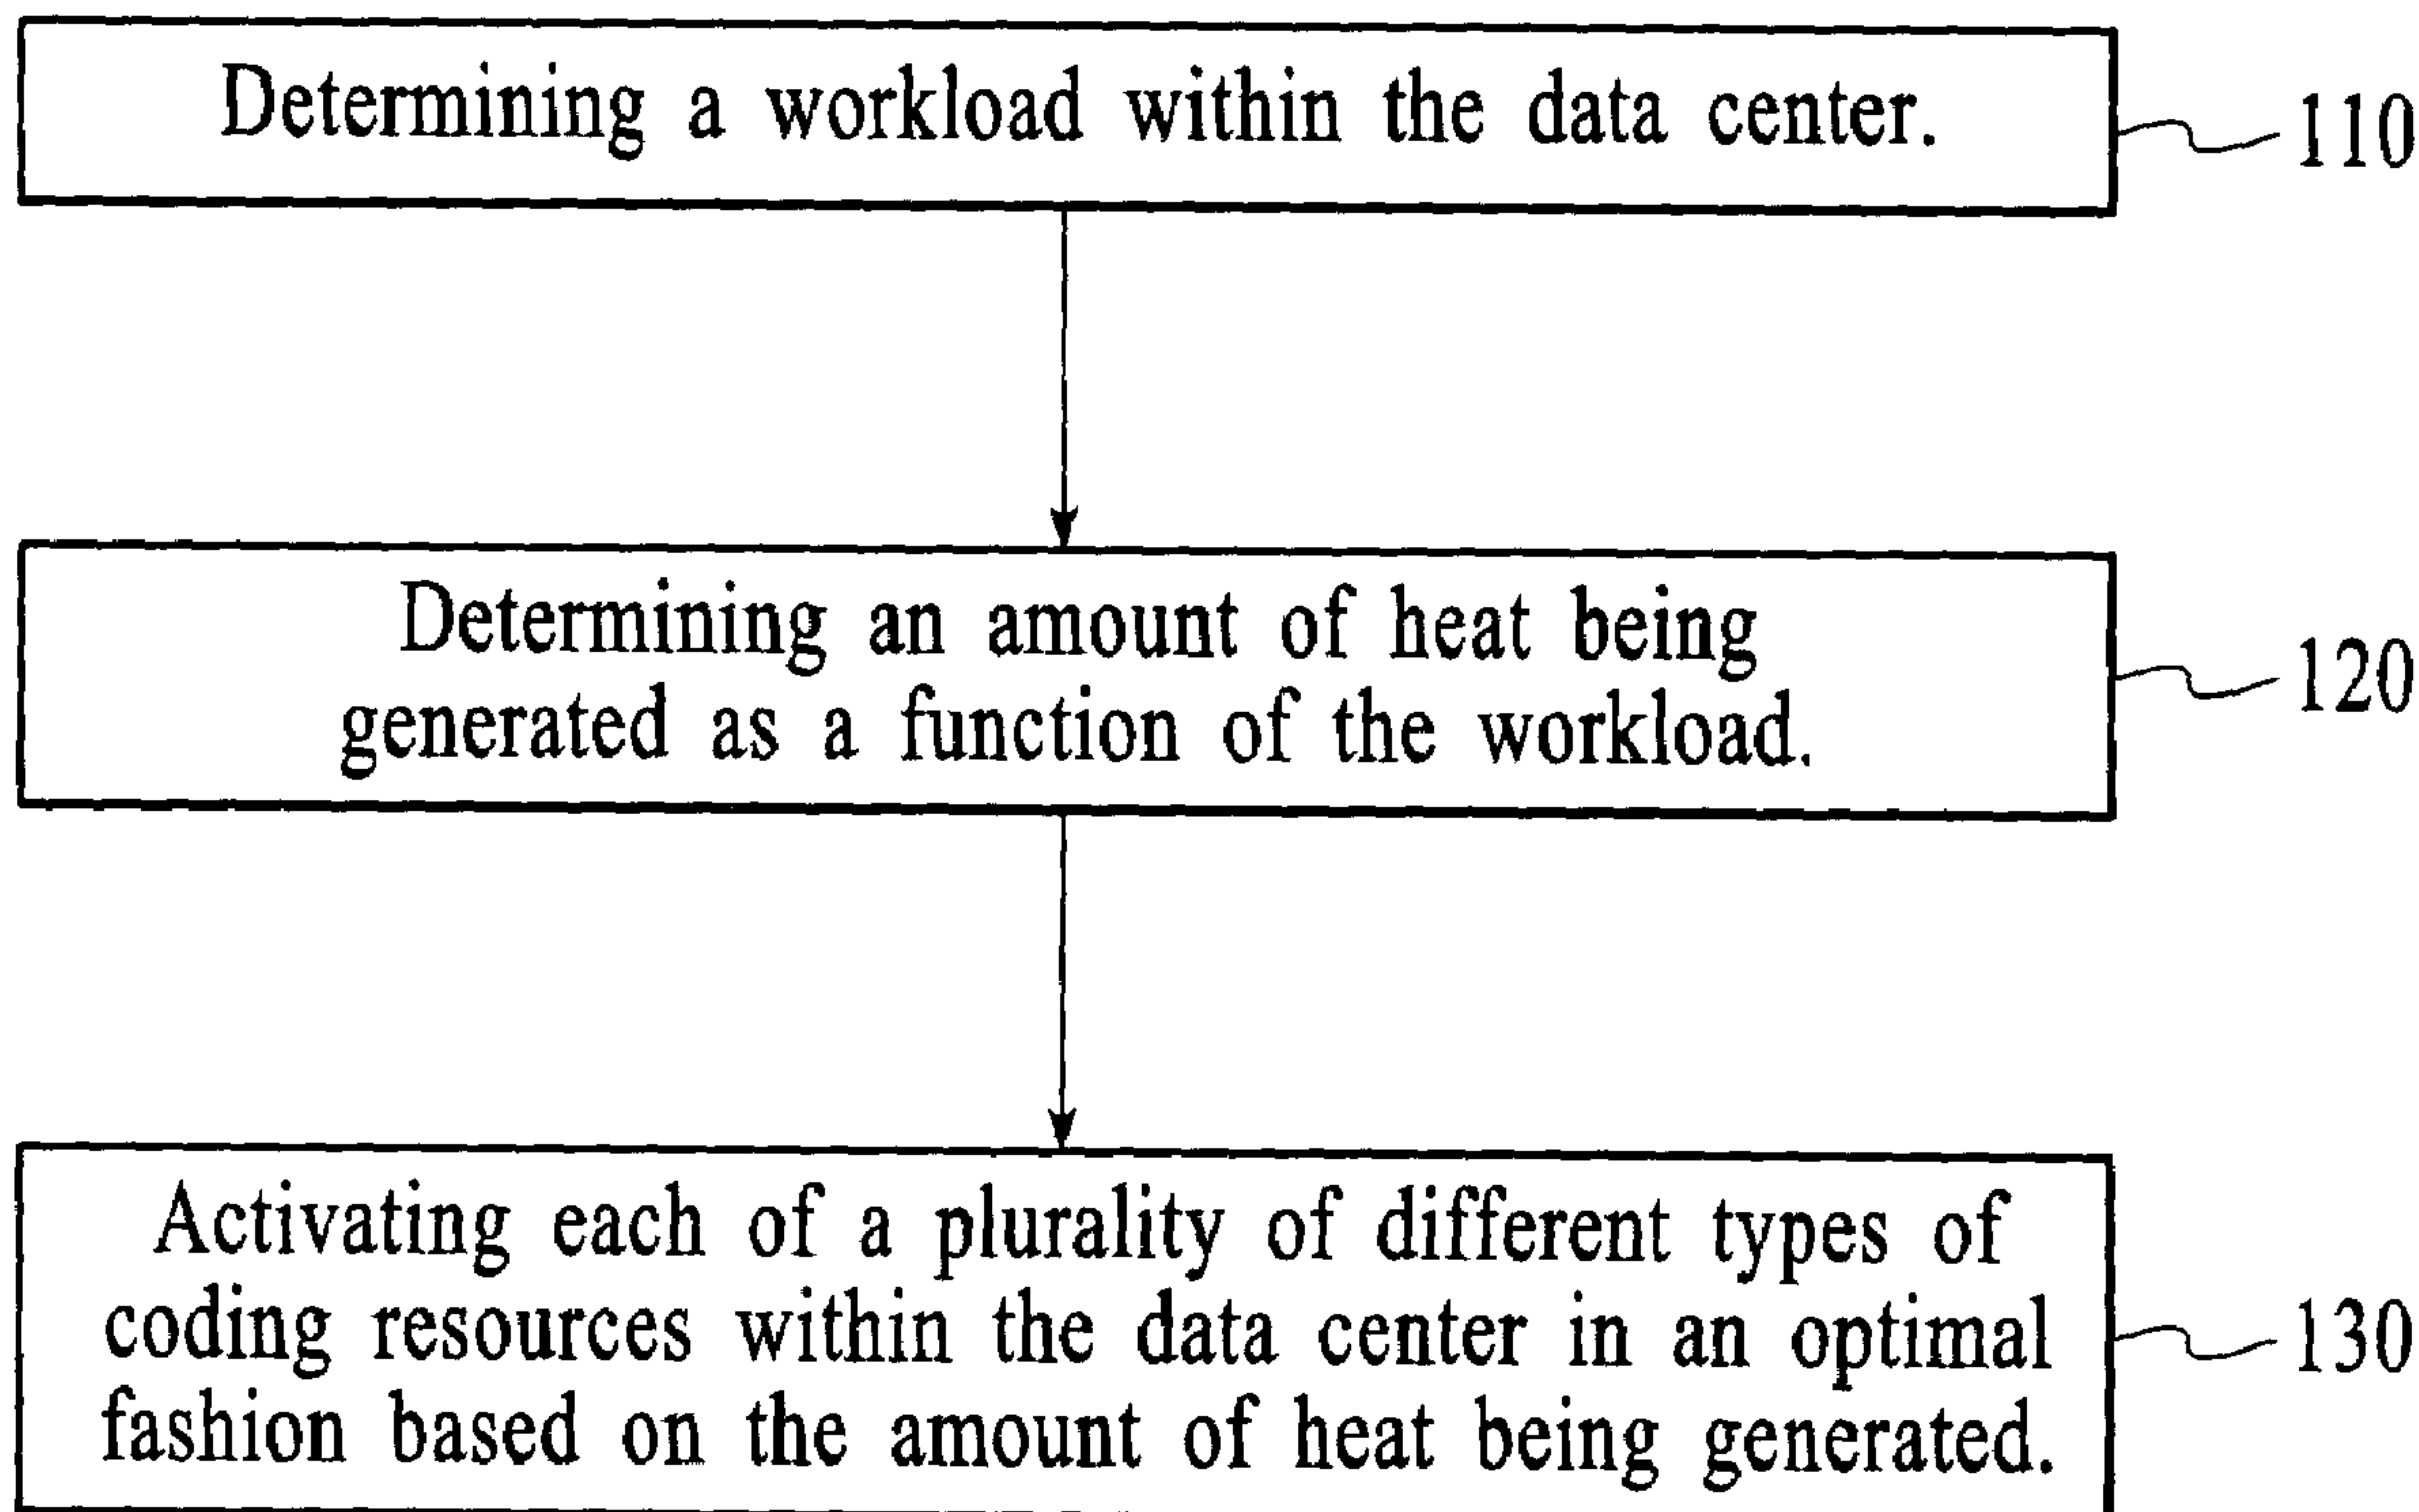 Determining a workload within the data center.
110
Determining an amount of heat being
generated as a function of the workload.
120
Activating each of a plurality of different types of
coding resources within the data center in an optimal
fashion based on the amount of heat being generated.
130